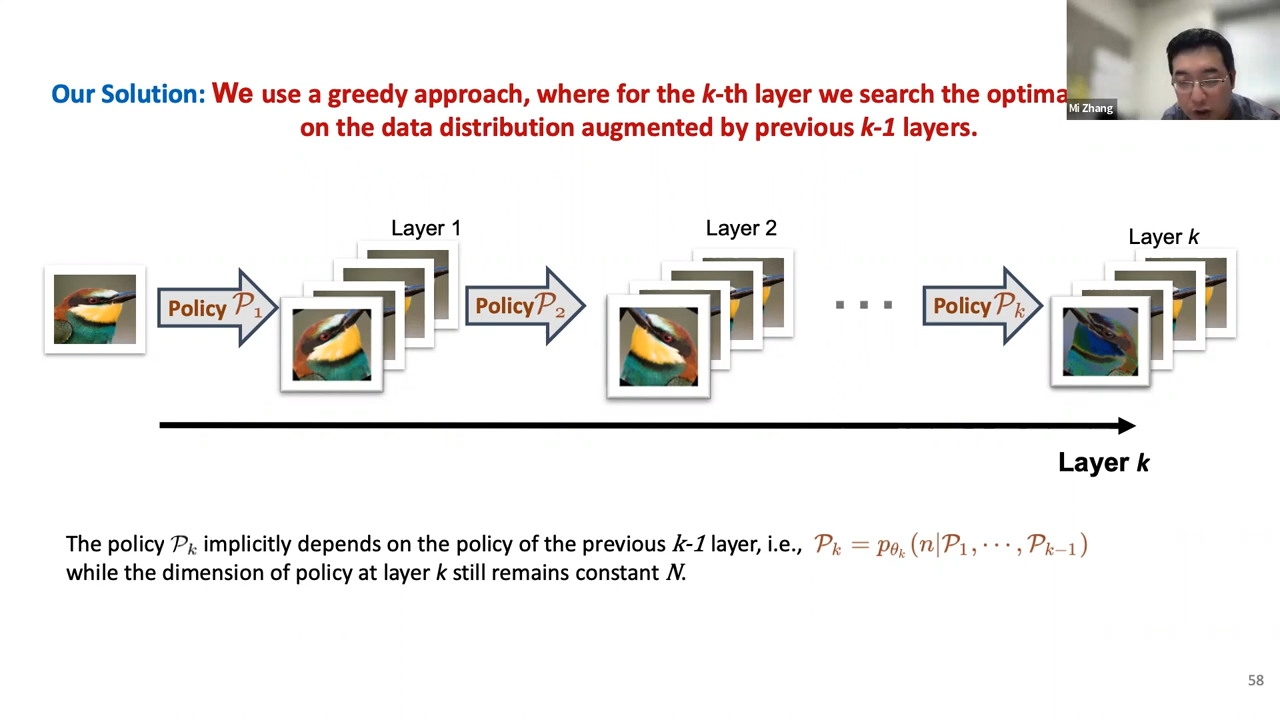 Our Solution: We use a greedy approach, where for the k-th layer we search the optima
on the data distribution augmented by previous k-1 layers.
Mi Zhang
Layer 1
Layer 2
Layer k
Policy 𝒫₁
Policy 𝒫₂
Policy 𝒫ₖ
Layer k
The policy 𝒫ₖ implicitly depends on the policy of the previous k-1 layer, i.e., 𝒫ₖ = p_{θₖ}(n|𝒫₁, ⋯, 𝒫ₖ₋₁)
while the dimension of policy at layer k still remains constant N.
58